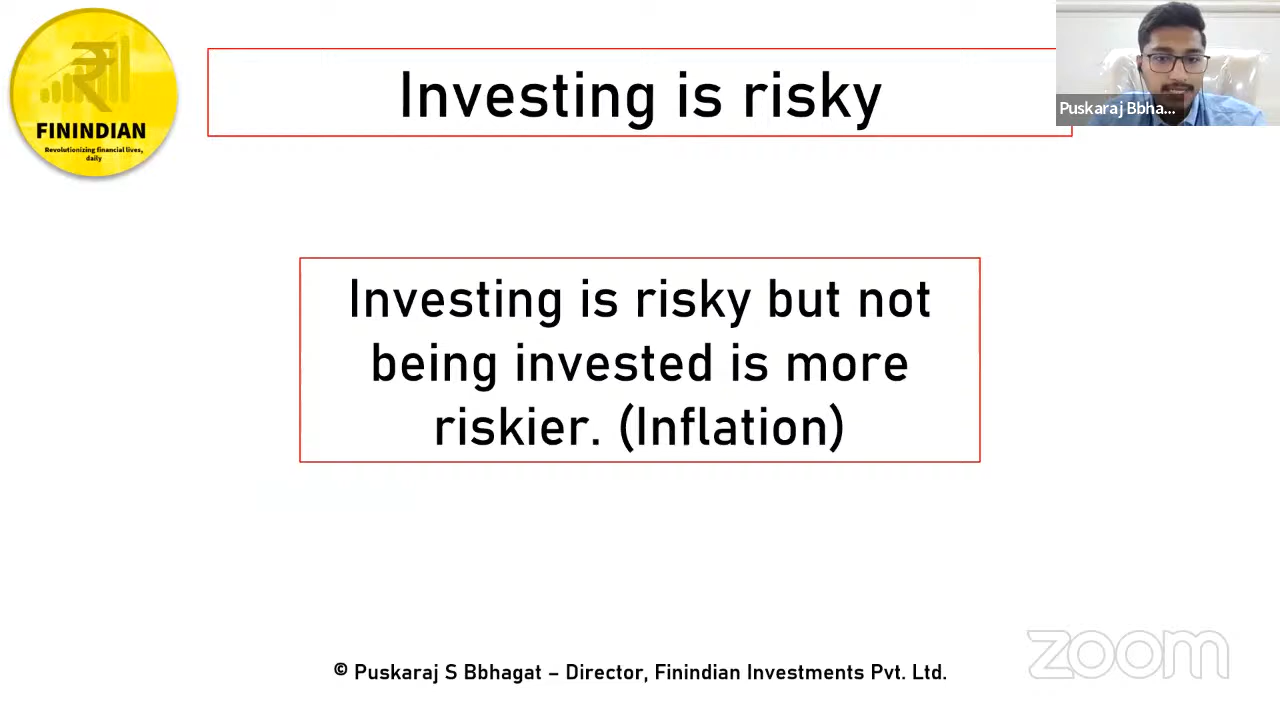 FININDIAN
Revolutionizing financial lives,
daily
Investing is risky
Puskaraj Bbha...
Investing is risky but not
being invested is more
riskier. (Inflation)
© Puskaraj S Bbhagat – Director, Finindian Investments Pvt. Ltd.
zoom